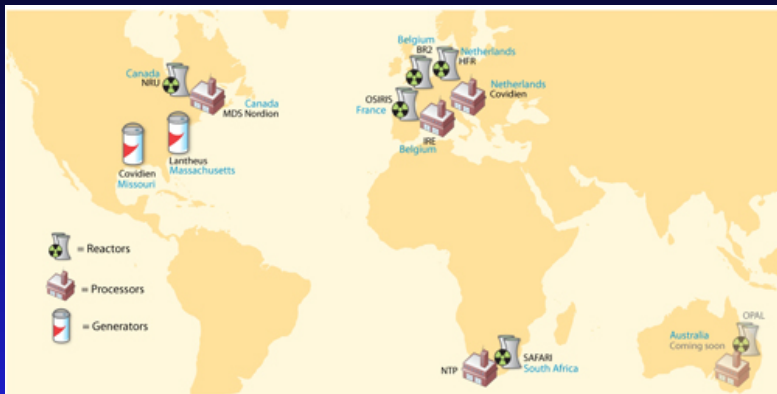 Canada
NRU
Canada
MDS Nordion
Covidien
Missouri
Lantheus
Massachusetts
Belgium
BR2
Netherlands
HFR
OSIRIS
France
Netherlands
Covidien
IRE
Belgium
= Reactors
= Processors
= Generators
NTP
SAFARI
South Africa
OPAL
Australia
Coming soon